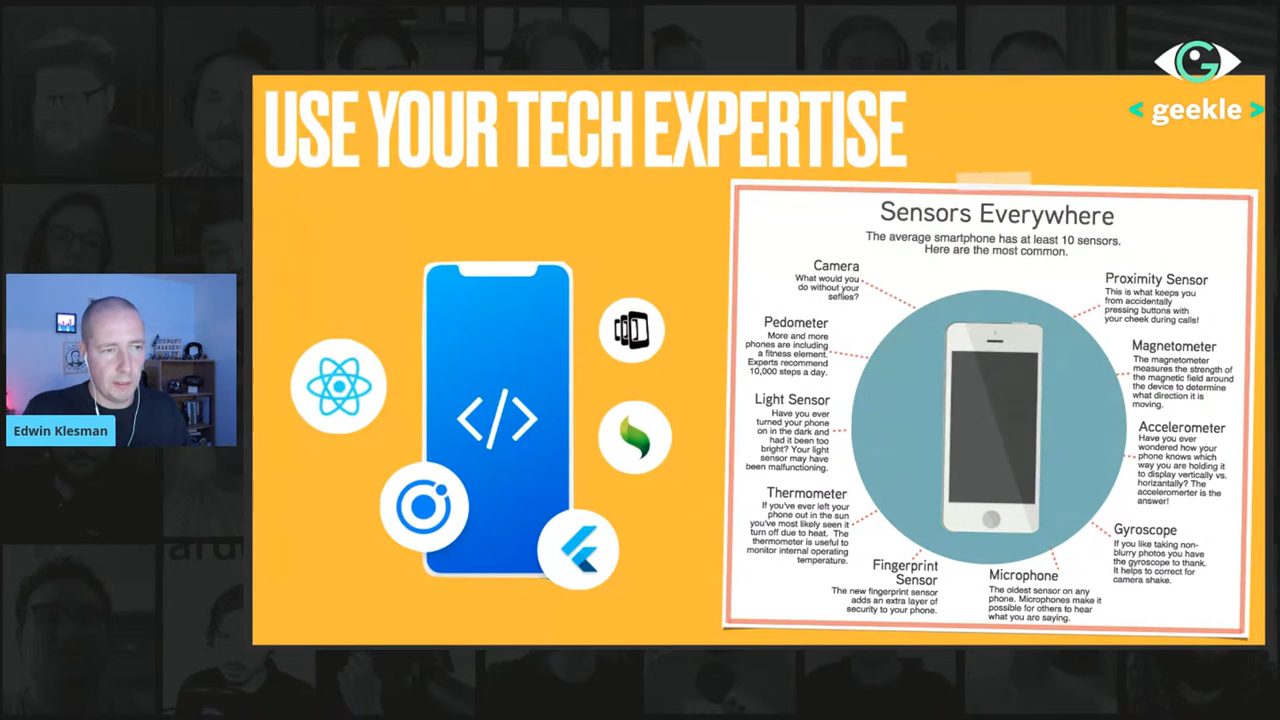 USE YOUR TECH EXPERTISE
< geekle >
Edwin Klesman
</>
Sensors Everywhere
The average smartphone has at least 10 sensors.
Here are the most common.
Camera
What would you
do without your
seflies?
Pedometer
More and more
phones are including
a fitness element.
Experts recommend
10,000 steps a day.
Light Sensor
Have you ever
turned your phone
on in the dark and
had it been too
bright? Your light
sensor may have
been malfunctioning.
Thermometer
If you've ever left your
phone out in the sun
you've most likely seen it
turn off due to heat. The
thermometer is useful to
monitor internal operating
temperature.
Fingerprint
Sensor
The new fingerprint sensor
adds an extra layer of
security to your phone.
Microphone
The oldest sensor on any
phone. Microphones make it
possible for others to hear
what you are saying.
Proximity Sensor
This is what keeps you
from accidentally
pressing buttons with
your cheek during calls!
Magnetometer
The magnetometer
measures the strength of
the magnetic field around
the device to determine
what direction it is
moving.
Accelerometer
Have you ever
wondered how your
phone knows which
way you are holding it
to display vertically vs.
horizantally? The
accelerometer is the
answer!
Gyroscope
If you like taking non-
blurry photos you have
the gyroscope to thank.
It helps to correct for
camera shake.